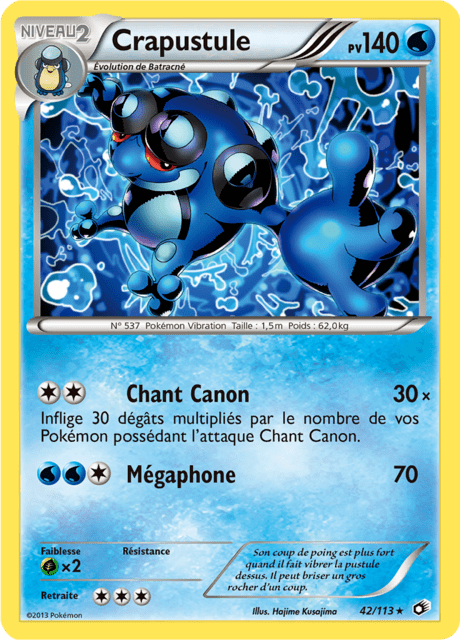 NIVEAU2
Crapustule
PV140
Évolution de Batracné
N° 537 Pokémon Vibration Taille : 1,5m Poids : 62,0kg
Chant Canon 30×
Inflige 30 dégâts multipliés par le nombre de vos
Pokémon possédant l'attaque Chant Canon.
Mégaphone 70
Faiblesse Résistance
×2
Retraite
Son coup de poing est plus fort
quand il fait vibrer la pustule
dessus. Il peut briser un gros
rocher d'un coup.
©2013 Pokémon
Illus. Hajime Kusajima
42/113 ★